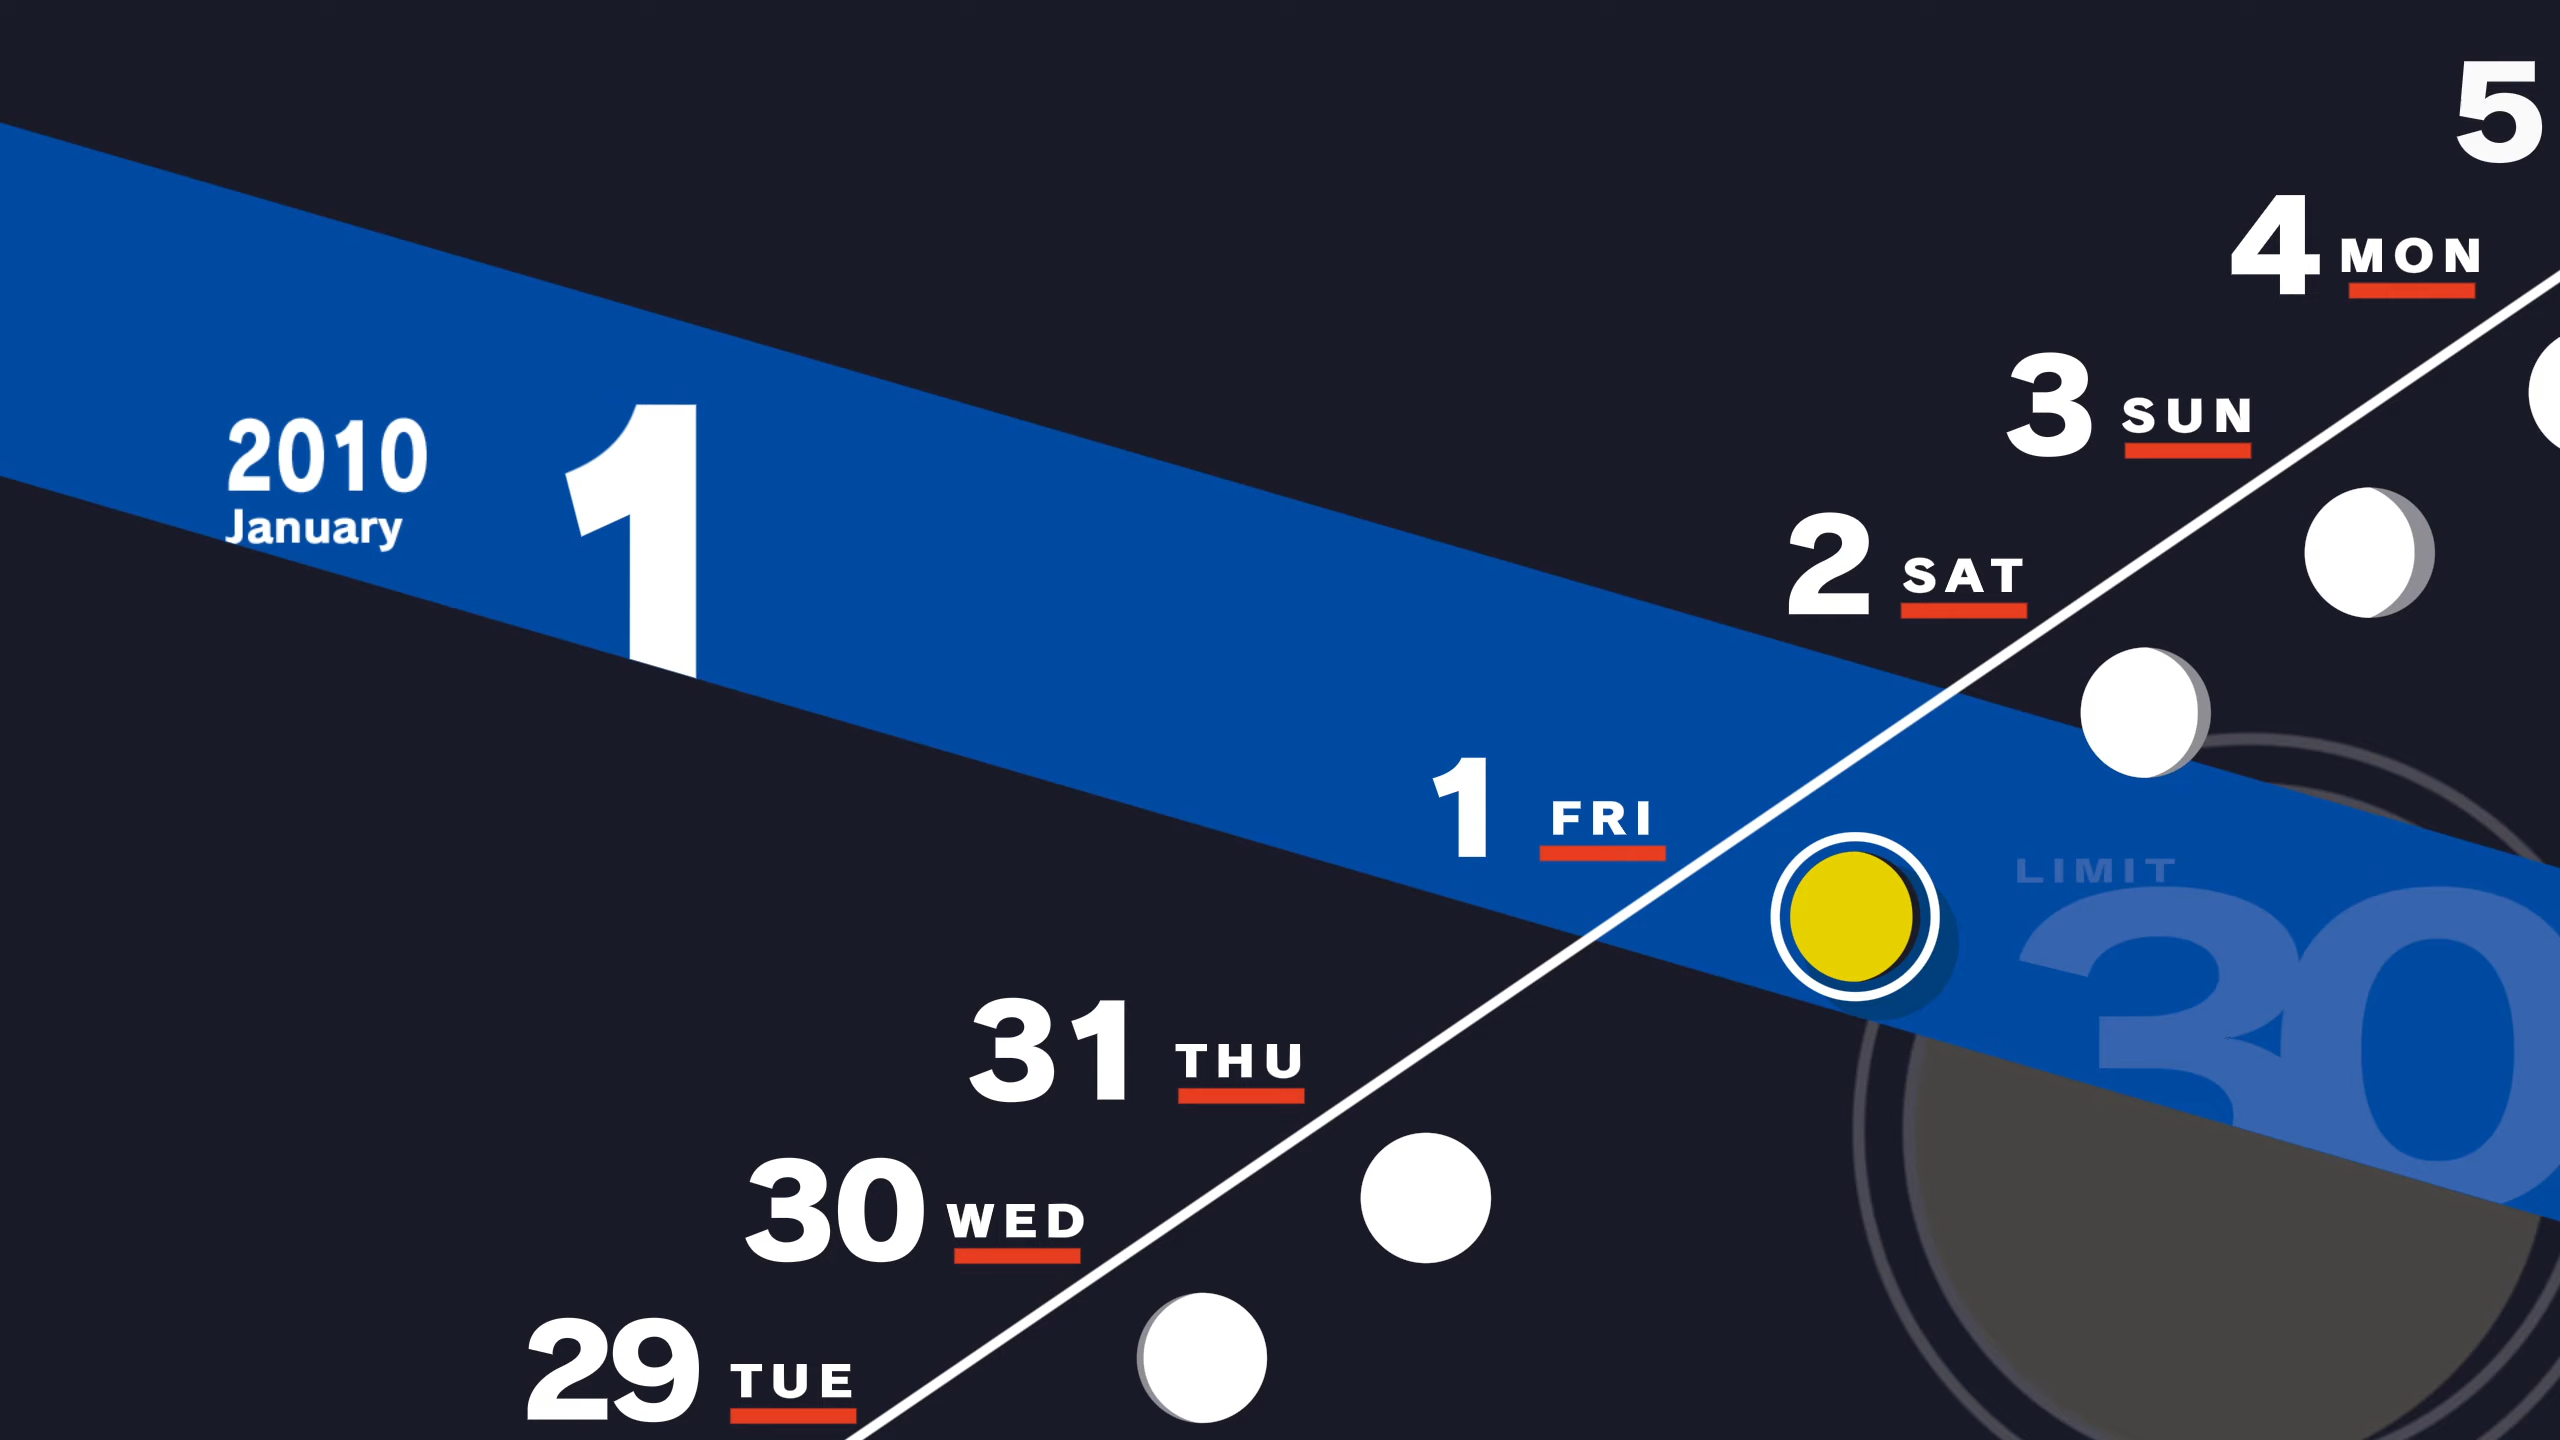 2010
January
1
5
4 MON
3 SUN
2 SAT
1 FRI
31 THU
30 WED
29 TUE
LIMIT
30